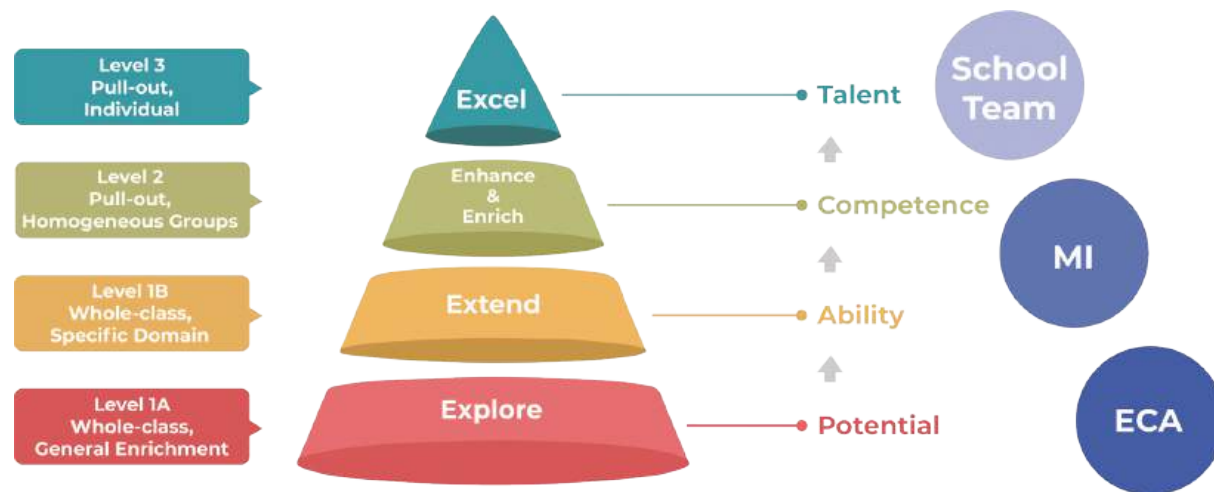 Level 3
Pull-out,
Individual
Excel
Talent
School
Team
Level 2
Pull-out,
Homogeneous Groups
Enhance
&
Enrich
Competence
MI
Level 1B
Whole-class,
Specific Domain
Extend
Ability
Level 1A
Whole-class,
General Enrichment
Explore
Potential
ECA